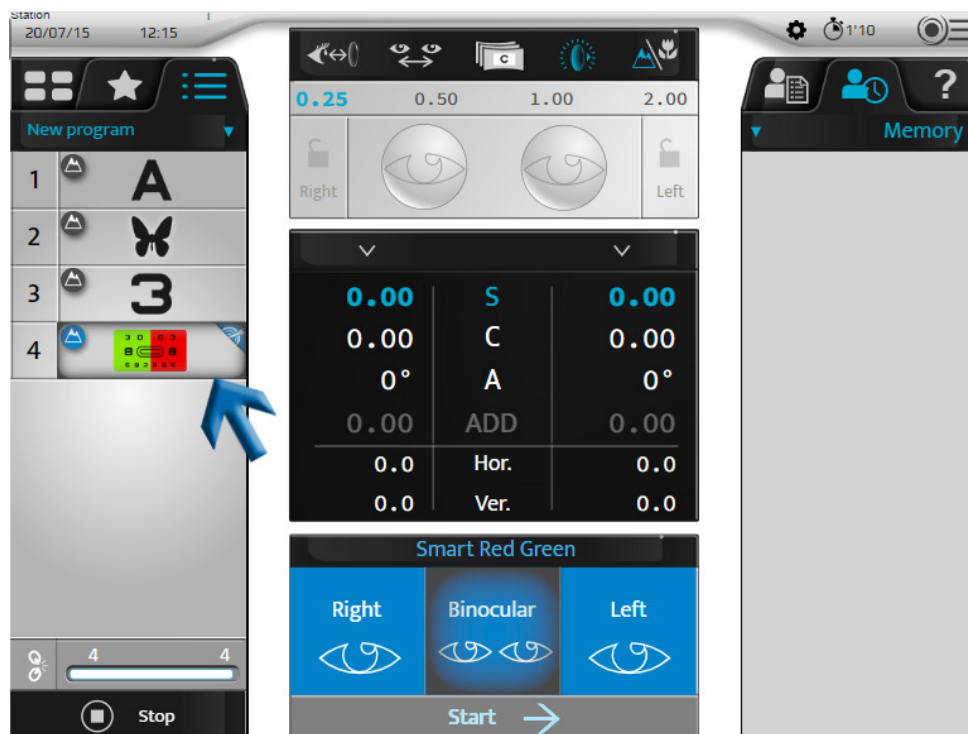 Station
20/07/15 12:15
1'10
C
0.25 0.50 1.00 2.00
Right Left
?
New program
Memory
1 A
2
3 3
4
0.00 S 0.00
0.00 C 0.00
0° A 0°
0.00 ADD 0.00
0.0 Hor. 0.0
0.0 Ver. 0.0
Smart Red Green
Right Binocular Left
4 4
Stop
Start